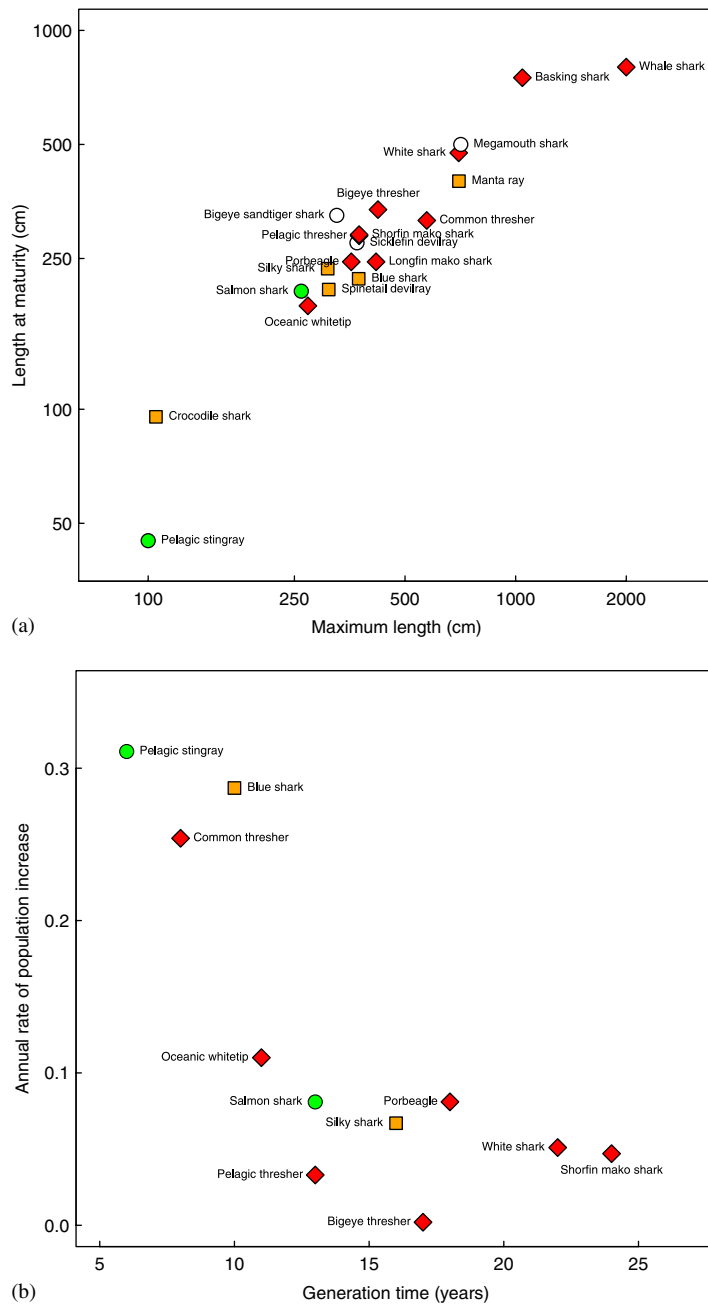 1000
Whale shark
Basking shark
500
Megamouth shark
White shark
Manta ray
Bigeye thresher
Bigeye sandtiger shark
Common thresher
Pelagic thresher
Shorfin mako shark
Sicklefin devilray
250
Porbeagle
Longfin mako shark
Silky shark
Blue shark
Salmon shark
Spinetail devilray
Oceanic whitetip
100
Crocodile shark
50
Pelagic stingray
Length at maturity (cm)
100 250 500 1000 2000
(a)
Maximum length (cm)
0.3
Pelagic stingray
Blue shark
Common thresher
0.2
Annual rate of population increase
Oceanic whitetip
0.1
Salmon shark
Porbeagle
Silky shark
White shark
Shorfin mako shark
Pelagic thresher
Bigeye thresher
0.0
5 10 15 20 25
(b)
Generation time (years)